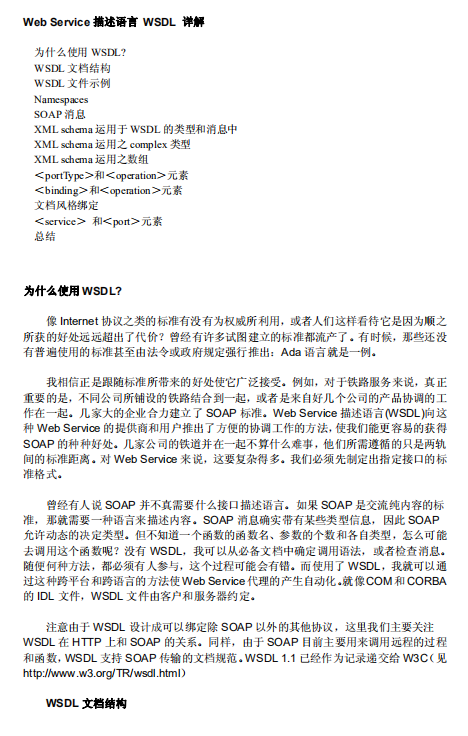 Web Service 描述语言 WSDL 详解
为什么使用 WSDL?
WSDL 文档结构
WSDL 文件示例
Namespaces
SOAP 消息
XML schema 运用于 WSDL 的类型和消息中
XML schema 运用之 complex 类型
XML schema 运用之数组
＜portType＞和＜operation＞元素
＜binding＞和＜operation＞元素
文档风格绑定
＜service＞ 和＜port＞元素
总结
为什么使用 WSDL?
像 Internet 协议之类的标准有没有为权威所利用，或者人们这样看待它是因为顺之
所获的好处远远超出了代价？曾经有许多试图建立的标准都流产了。有时候，那些还没
有普遍使用的标准甚至由法令或政府规定强行推出：Ada 语言就是一例。
我相信正是跟随标准所带来的好处使它广泛接受。例如，对于铁路服务来说，真正
重要的是，不同公司所铺设的铁路结合到一起，或者是来自好几个公司的产品协调的工
作在一起。几家大的企业合力建立了 SOAP 标准。Web Service 描述语言(WSDL)向这
种 Web Service 的提供商和用户推出了方便的协调工作的方法，使我们能更容易的获得
SOAP 的种种好处。几家公司的铁道并在一起不算什么难事，他们所需遵循的只是两轨
间的标准距离。对 Web Service 来说，这要复杂得多。我们必须先制定出指定接口的标
准格式。
曾经有人说 SOAP 并不真需要什么接口描述语言。如果 SOAP 是交流纯内容的标
准，那就需要一种语言来描述内容。SOAP 消息确实带有某些类型信息，因此 SOAP
允许动态的决定类型。但不知道一个函数的函数名、参数的个数和各自类型，怎么可能
去调用这个函数呢？没有 WSDL，我可以从必备文档中确定调用语法，或者检查消息。
随便何种方法，都必须有人参与，这个过程可能会有错。而使用了 WSDL，我就可以通
过这种跨平台和跨语言的方法使 Web Service 代理的产生自动化。就像 COM 和 CORBA
的 IDL 文件，WSDL 文件由客户和服务器约定。
注意由于 WSDL 设计成可以绑定除 SOAP 以外的其他协议，这里我们主要关注
WSDL 在 HTTP 上和 SOAP 的关系。同样，由于 SOAP 目前主要用来调用远程的过程
和函数，WSDL 支持 SOAP 传输的文档规范。WSDL 1.1 已经作为记录递交给 W3C（见
http://www.w3.org/TR/wsdl.html）
WSDL 文档结构